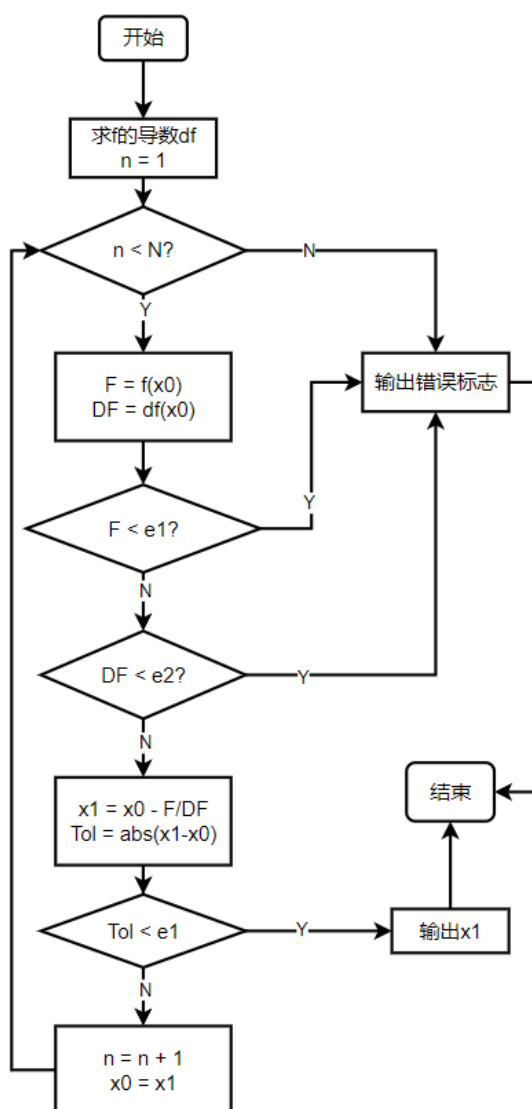 开始
求f的导数df
n = 1
n < N?
N
Y
F = f(x0)
DF = df(x0)
输出错误标志
F < e1?
Y
N
DF < e2?
Y
N
x1 = x0 - F/DF
Tol = abs(x1-x0)
结束
Tol < e1
Y
输出x1
N
n = n + 1
x0 = x1